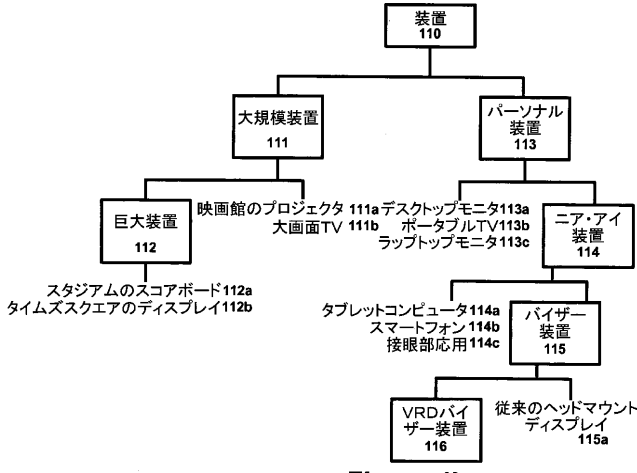 装置
110
大規模装置
111
パーソナル
装置
113
巨大装置
112
映画館のプロジェクタ 111a
大画面TV 111b
デスクトップモニタ113a
ポータブルTV113b
ラップトップモニタ113c
ニア・アイ
装置
114
スタジアムのスコアボード112a
タイムズスクエアのディスプレイ112b
タブレットコンピュータ114a
スマートフォン114b
接眼部応用114c
バイザー
装置
115
VRDバイ
ザー装置
116
従来のヘッドマウント
ディスプレイ
115a